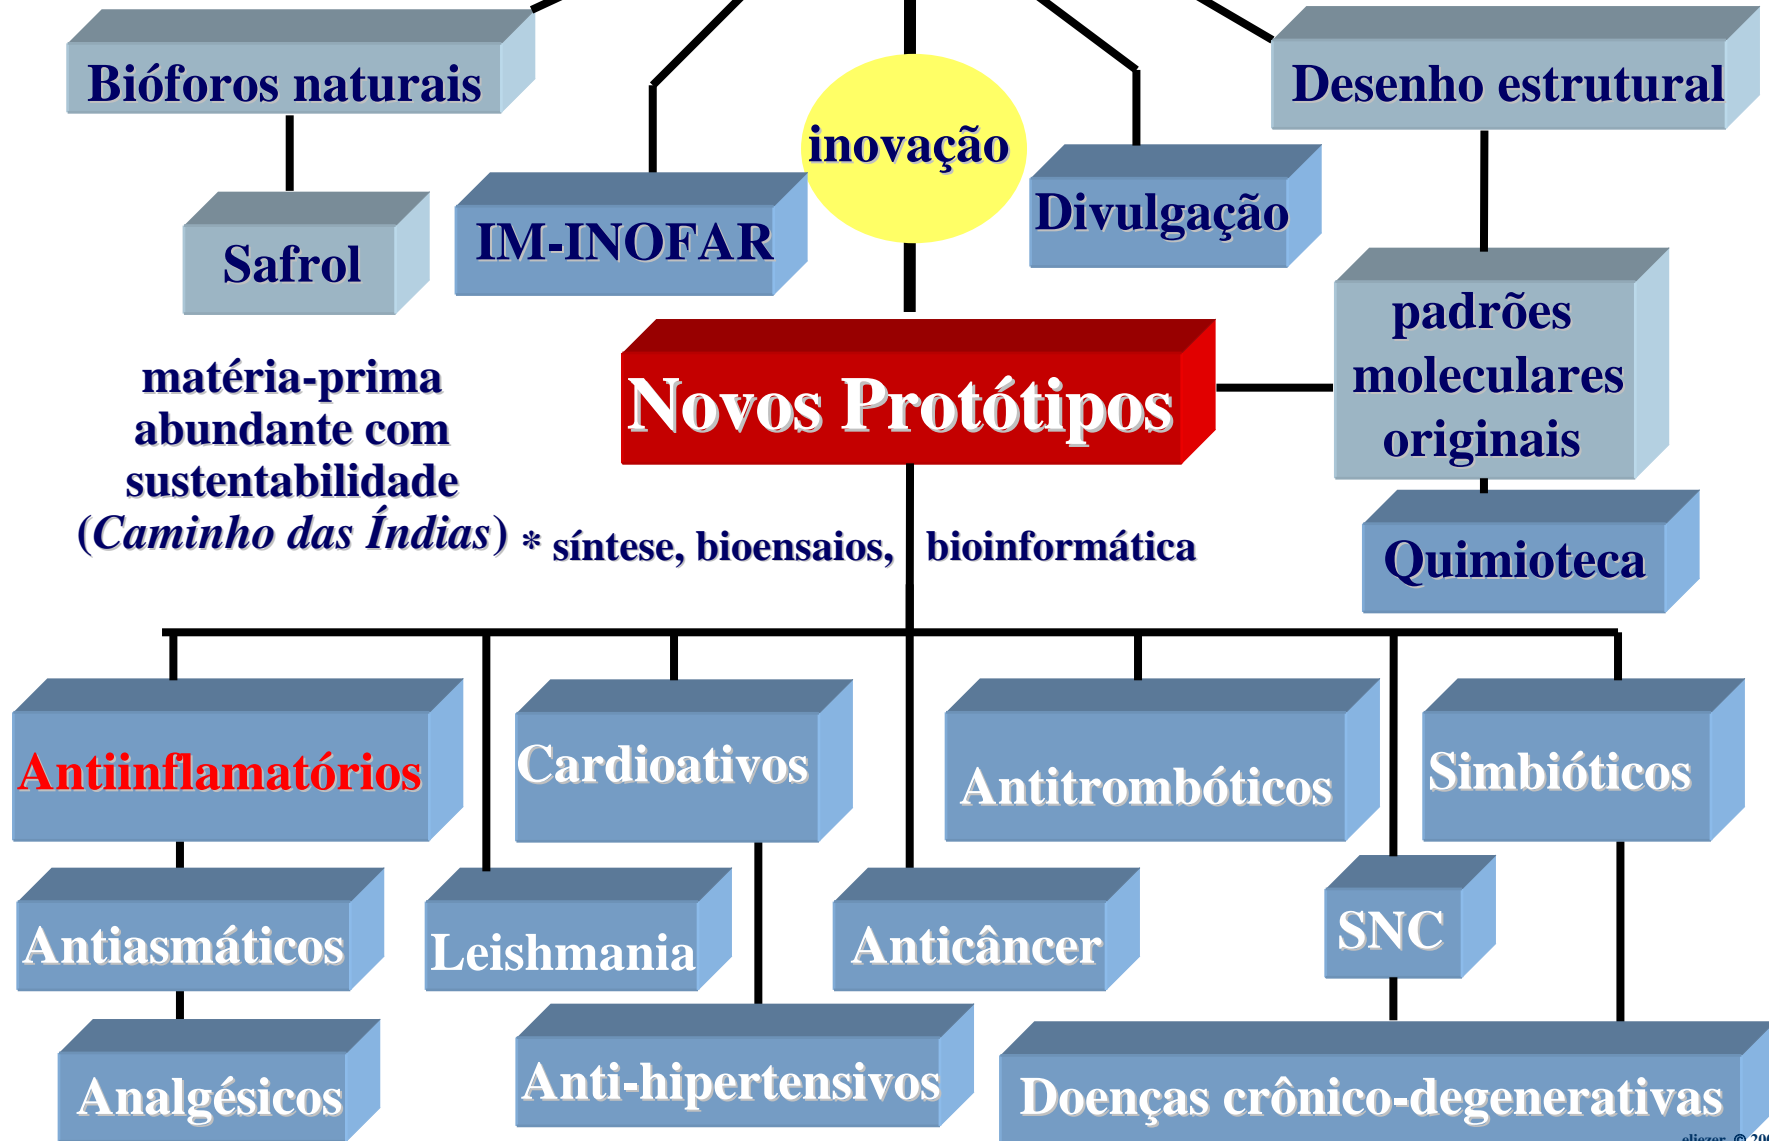 Bióforos naturais
Desenho estrutural
inovação
Divulgação
IM-INOFAR
Safrol
padrões
moleculares
originais
Novos Protótipos
matéria-prima
abundante com
sustentabilidade
(Caminho das Índias)
* síntese, bioensaios, bioinformática
Quimioteca
Antiinflamatórios
Cardioativos
Antitrombóticos
Simbióticos
Antiasmáticos
Leishmania
Anticâncer
SNC
Analgésicos
Anti-hipertensivos
Doenças crônico-degenerativas
eliezer ©